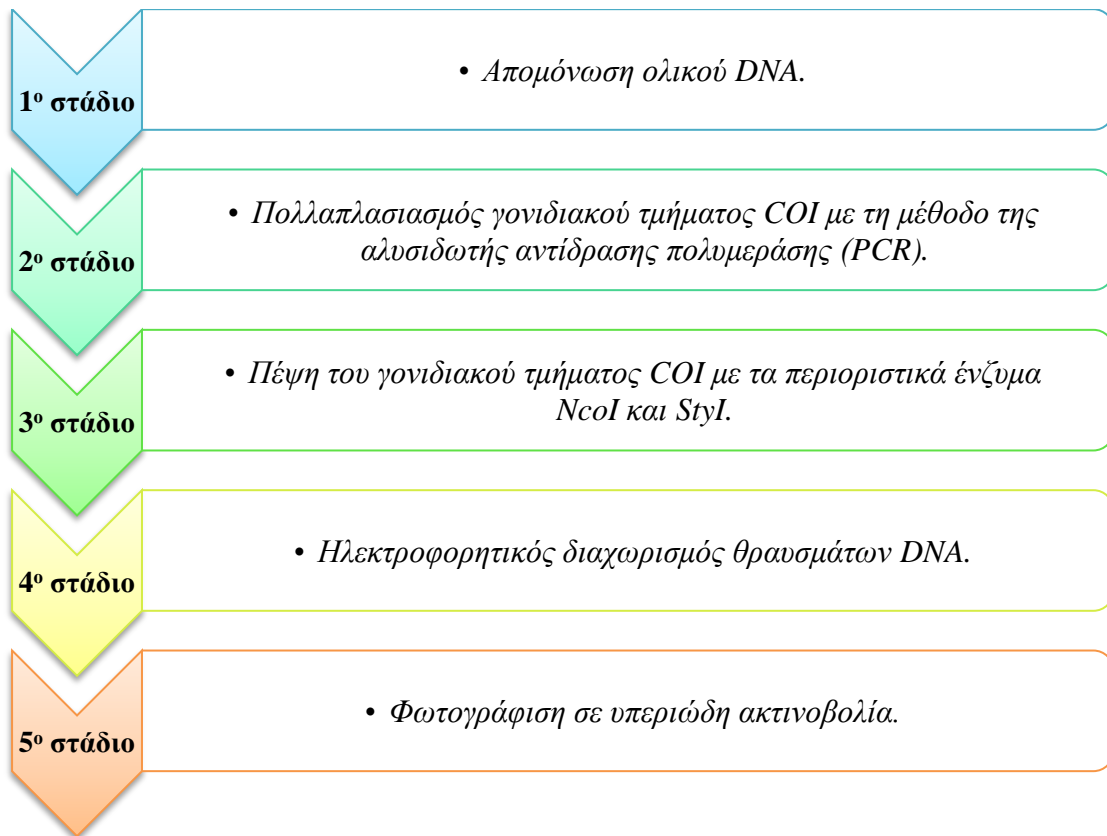 1ο στάδιο
• Απομόνωση ολικού DNA.
2ο στάδιο
• Πολλαπλασιασμός γονιδιακού τμήματος COI με τη μέθοδο της
αλυσιδωτής αντίδρασης πολυμεράσης (PCR).
3ο στάδιο
• Πέψη του γονιδιακού τμήματος COI με τα περιοριστικά ένζυμα
NcoI και StyI.
4ο στάδιο
• Ηλεκτροφορητικός διαχωρισμός θραυσμάτων DNA.
5ο στάδιο
• Φωτογράφιση σε υπεριώδη ακτινοβολία.